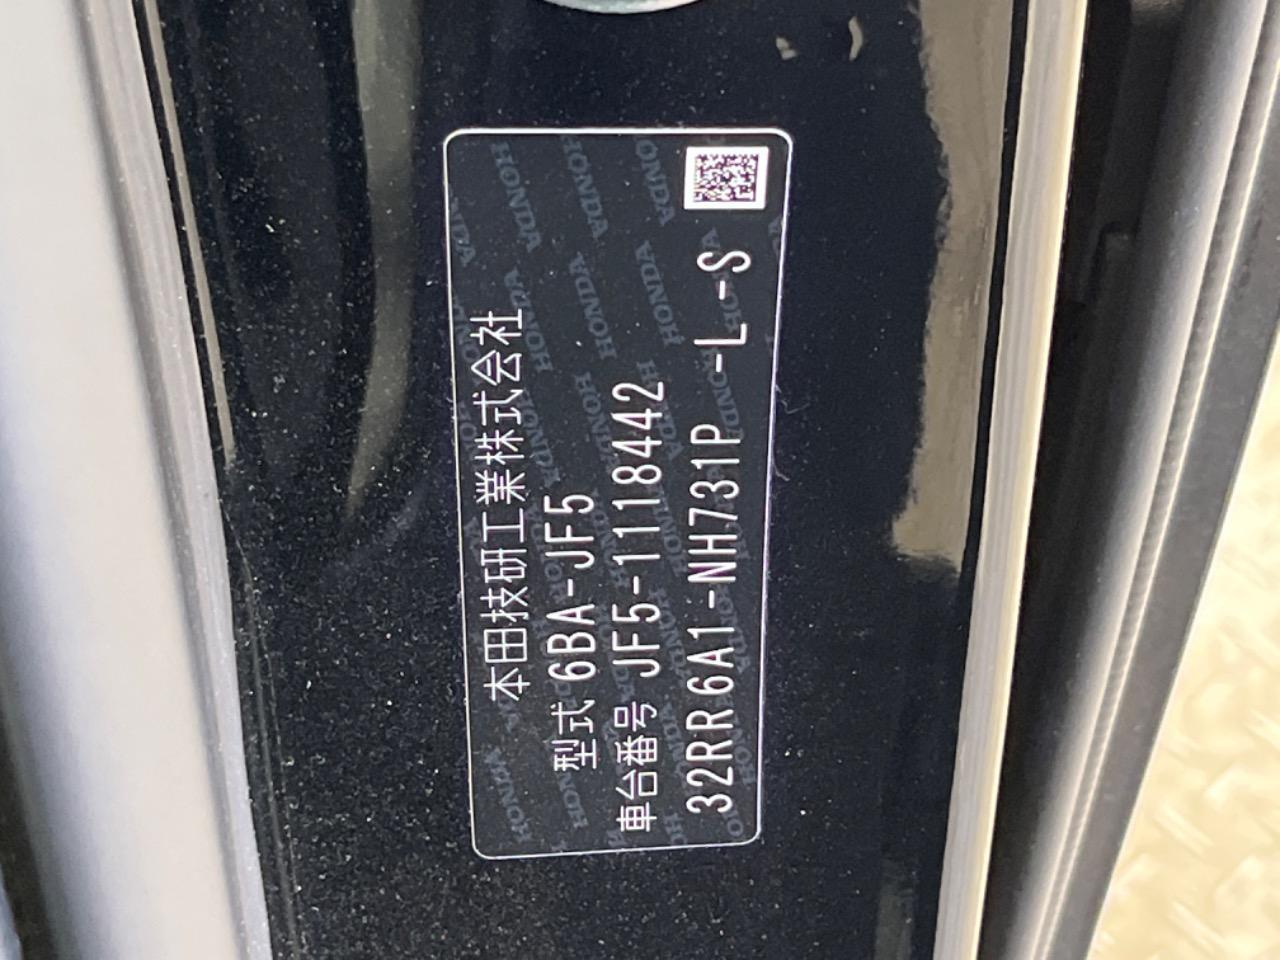 本田技研工業株式会社
型式 6BA-JF5
車台番号 JF5-1118442
32RR6A1-NH731P -L-S